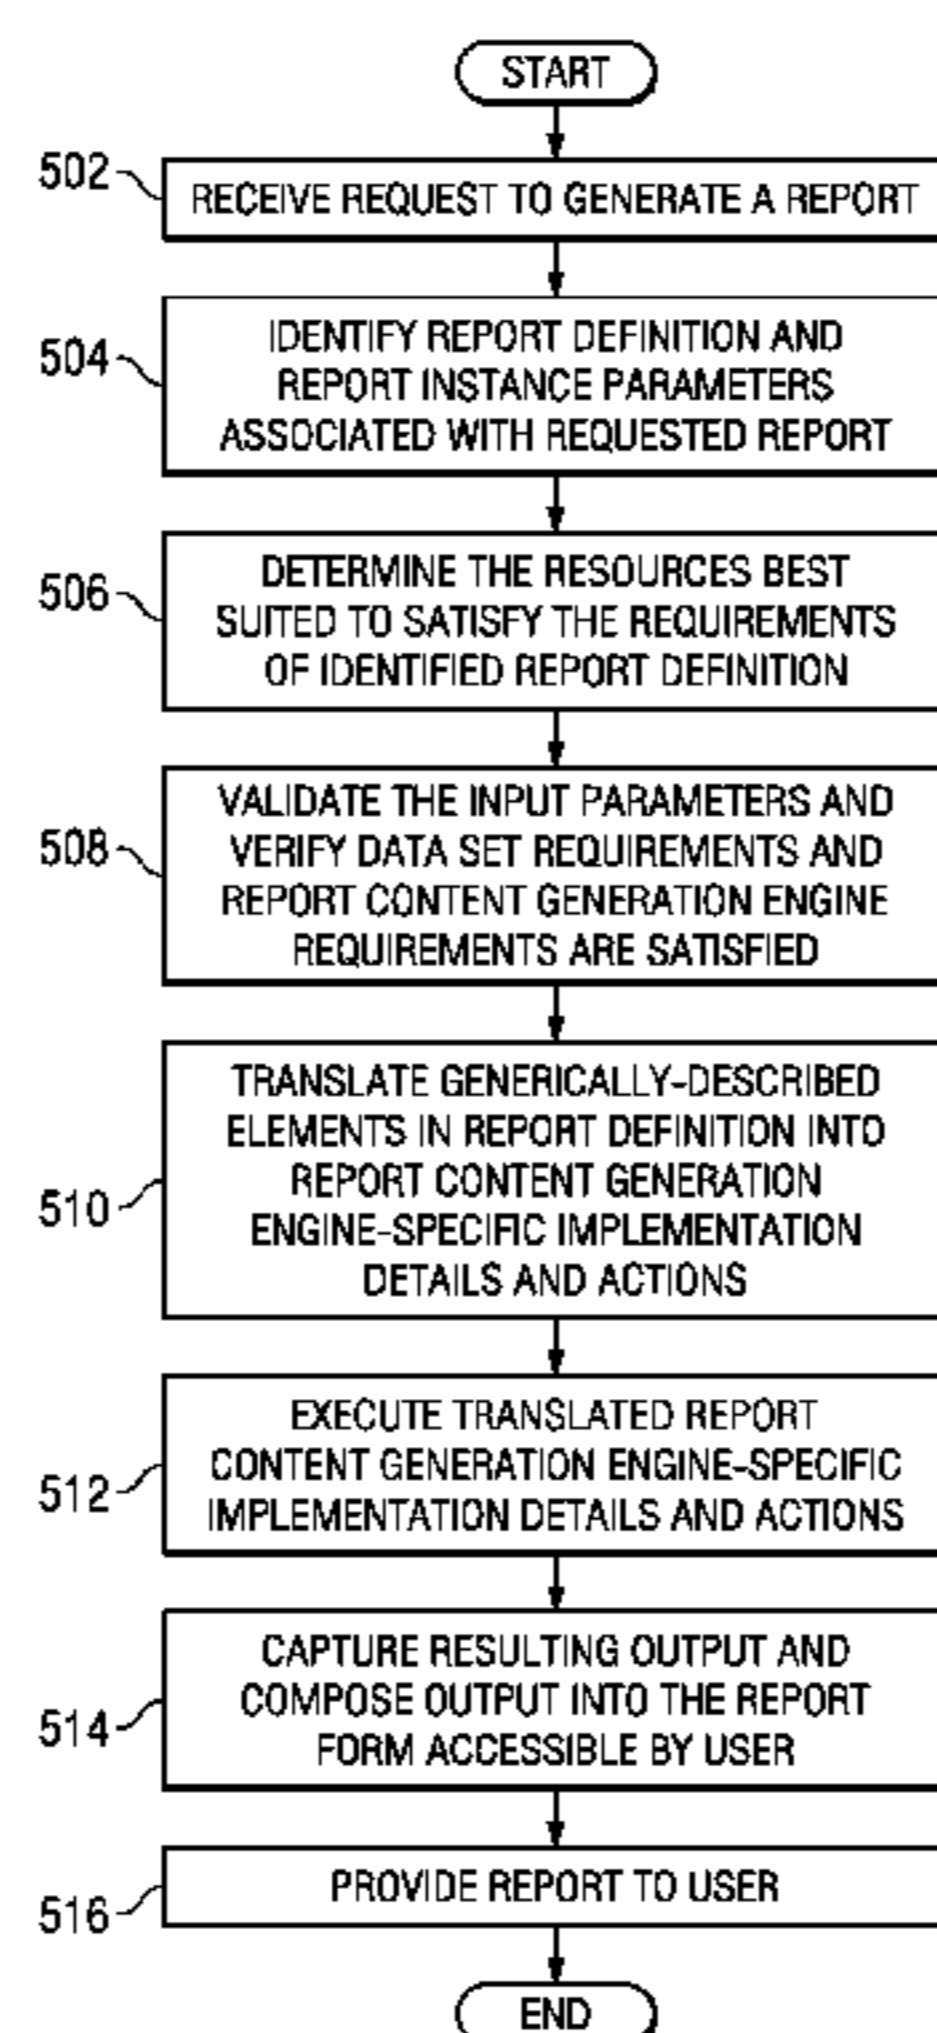 START
502
RECEIVE REQUEST TO GENERATE A REPORT
504
IDENTIFY REPORT DEFINITION AND
REPORT INSTANCE PARAMETERS
ASSOCIATED WITH REQUESTED REPORT
506
DETERMINE THE RESOURCES BEST
SUITED TO SATISFY THE REQUIREMENTS
OF IDENTIFIED REPORT DEFINITION
508
VALIDATE THE INPUT PARAMETERS AND
VERIFY DATA SET REQUIREMENTS AND
REPORT CONTENT GENERATION ENGINE
REQUIREMENTS ARE SATISFIED
510
TRANSLATE GENERICALLY-DESCRIBED
ELEMENTS IN REPORT DEFINITION INTO
REPORT CONTENT GENERATION
ENGINE-SPECIFIC IMPLEMENTATION
DETAILS AND ACTIONS
512
EXECUTE TRANSLATED REPORT
CONTENT GENERATION ENGINE-SPECIFIC
IMPLEMENTATION DETAILS AND ACTIONS
514
CAPTURE RESULTING OUTPUT AND
COMPOSE OUTPUT INTO THE REPORT
FORM ACCESSIBLE BY USER
516
PROVIDE REPORT TO USER
END